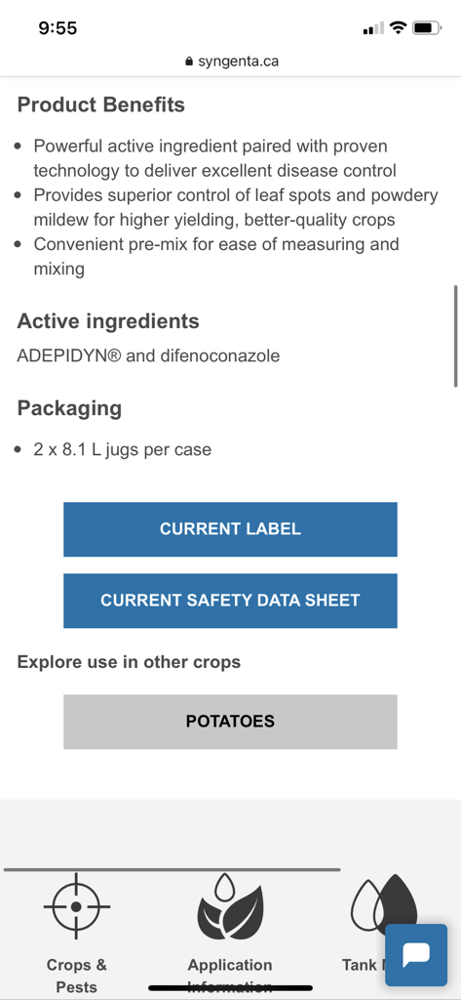 9:55
syngenta.ca
Product Benefits
• Powerful active ingredient paired with proven
technology to deliver excellent disease control
• Provides superior control of leaf spots and powdery
mildew for higher yielding, better-quality crops
• Convenient pre-mix for ease of measuring and
mixing
Active ingredients
ADEPIDYN® and difenoconazole
Packaging
• 2 x 8.1 L jugs per case
CURRENT LABEL
CURRENT SAFETY DATA SHEET
Explore use in other crops
POTATOES
Crops &
Pests
Application
Information
Tank